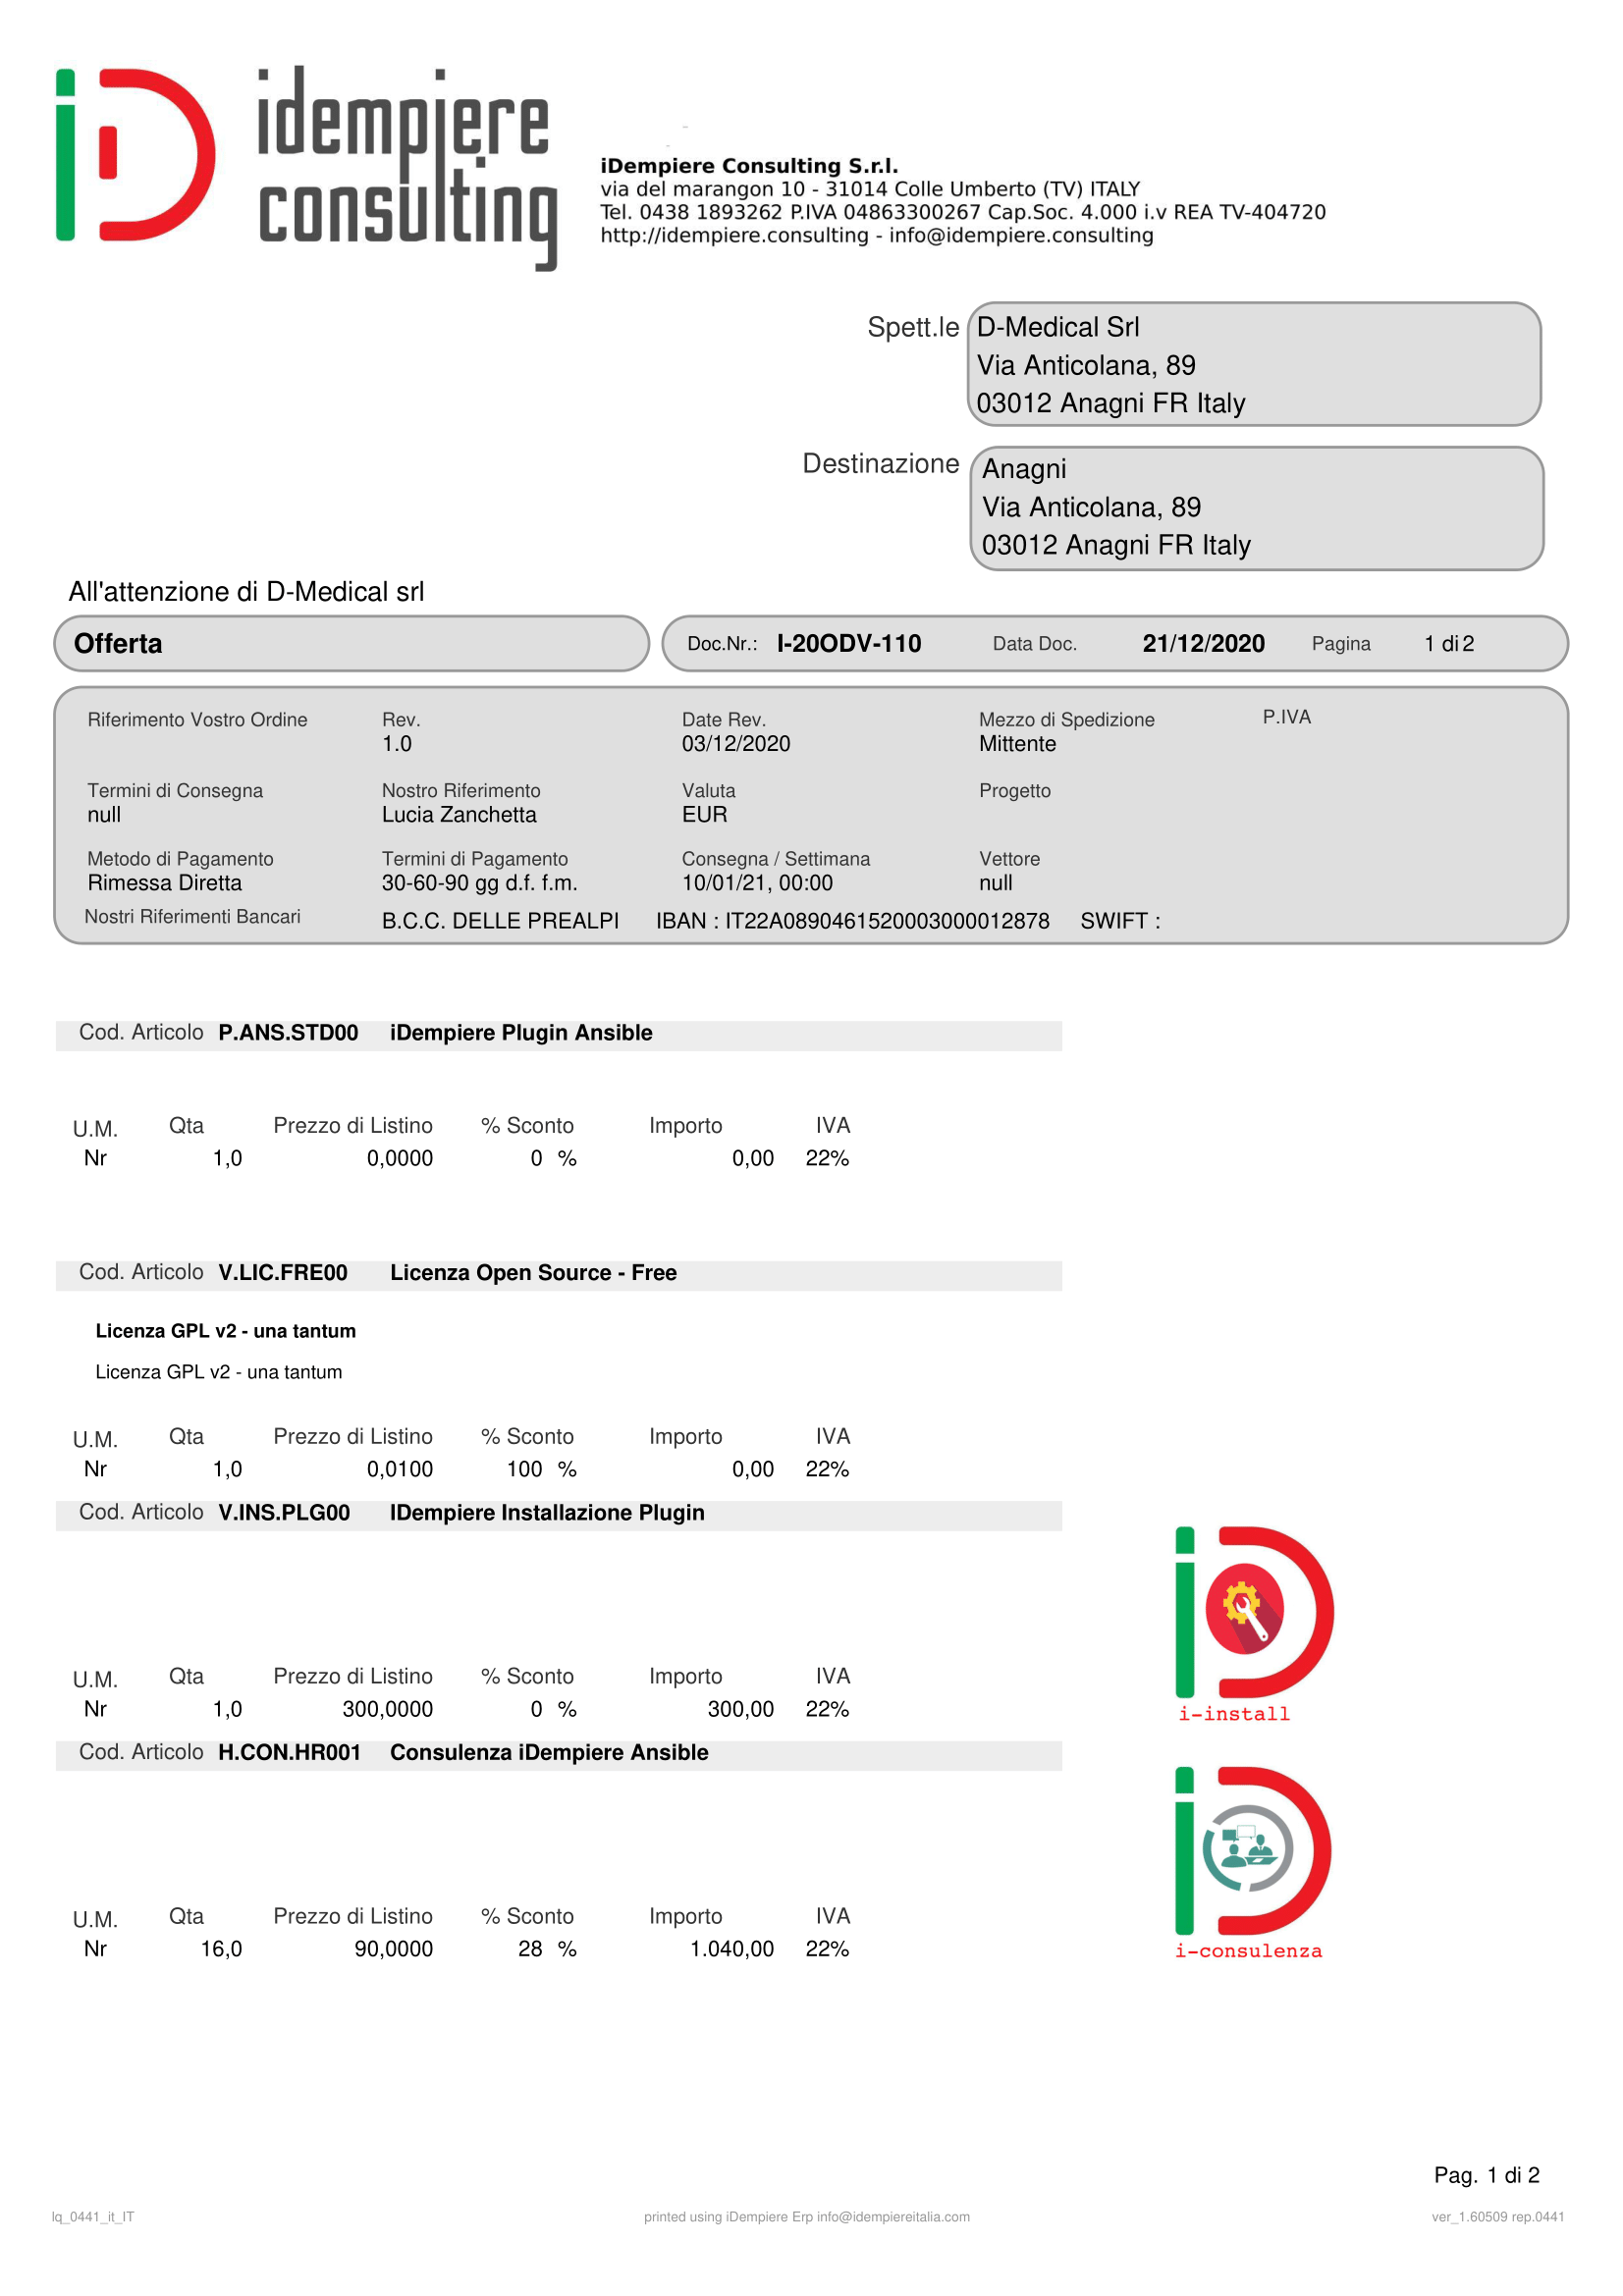 idempiere
consulting
iDempiere Consulting S.r.l.
via del marangon 10 - 31014 Colle Umberto (TV) ITALY
Tel. 0438 1893262 P.IVA 04863300267 Cap.Soc. 4.000 i.v REA TV-404720
http://idempiere.consulting - info@idempiere.consulting
Spett.le D-Medical Srl
Via Anticolana, 89
03012 Anagni FR Italy
Destinazione Anagni
Via Anticolana, 89
03012 Anagni FR Italy
All'attenzione di D-Medical srl
Offerta Doc.Nr.: I-20ODV-110 Data Doc. 21/12/2020 Pagina 1 di 2
Riferimento Vostro Ordine Rev. Date Rev. Mezzo di Spedizione P.IVA
1.0 03/12/2020 Mittente
Termini di Consegna Nostro Riferimento Valuta Progetto
null Lucia Zanchetta EUR
Metodo di Pagamento Termini di Pagamento Consegna / Settimana Vettore
Rimessa Diretta 30-60-90 gg d.f. f.m. 10/01/21, 00:00 null
Nostri Riferimenti Bancari B.C.C. DELLE PREALPI IBAN : IT22A0890461520003000012878 SWIFT :
Cod. Articolo P.ANS.STD00 iDempiere Plugin Ansible
U.M. Qta Prezzo di Listino % Sconto Importo IVA
Nr 1,0 0,0000 0 % 0,00 22%
Cod. Articolo V.LIC.FRE00 Licenza Open Source - Free
Licenza GPL v2 - una tantum
Licenza GPL v2 - una tantum
U.M. Qta Prezzo di Listino % Sconto Importo IVA
Nr 1,0 0,0100 100 % 0,00 22%
Cod. Articolo V.INS.PLG00 IDempiere Installazione Plugin
U.M. Qta Prezzo di Listino % Sconto Importo IVA
Nr 1,0 300,0000 0 % 300,00 22%
i-install
Cod. Articolo H.CON.HR001 Consulenza iDempiere Ansible
U.M. Qta Prezzo di Listino % Sconto Importo IVA
Nr 16,0 90,0000 28 % 1.040,00 22%
i-consulenza
Pag. 1 di 2
lq_0441_it_IT printed using iDempiere Erp info@idempiereitalia.com ver_1.60509 rep.0441